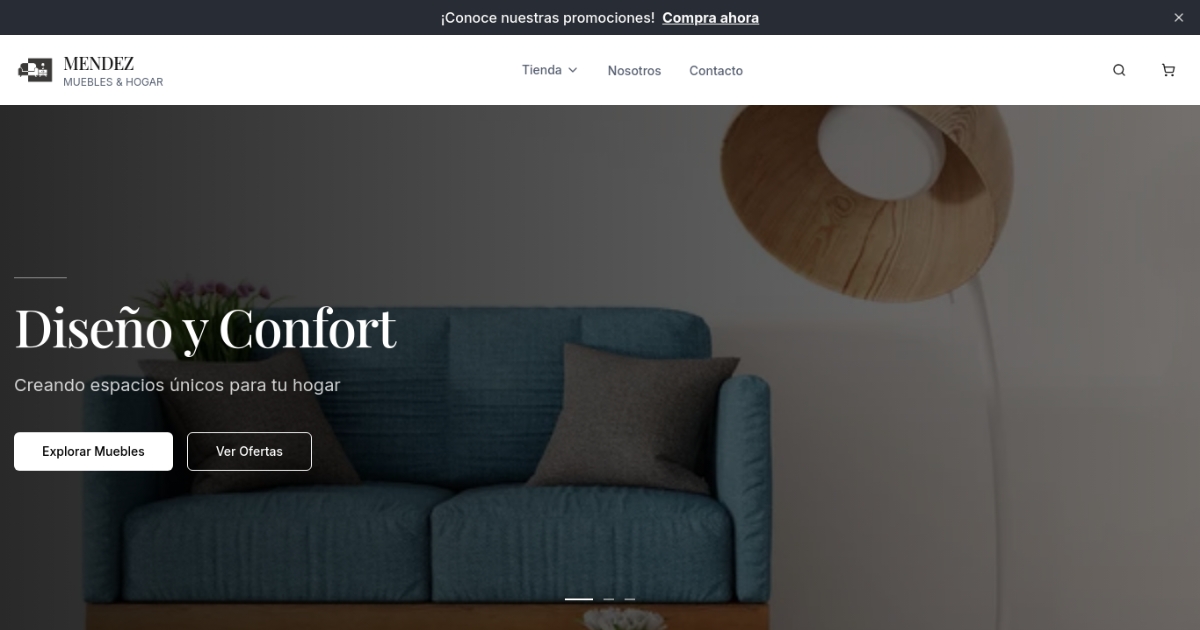 ¡Conoce nuestras promociones! Compra ahora
MENDEZ
MUEBLES & HOGAR
Tienda
Nosotros
Contacto
Diseño y Confort
Creando espacios únicos para tu hogar
Explorar Muebles
Ver Ofertas